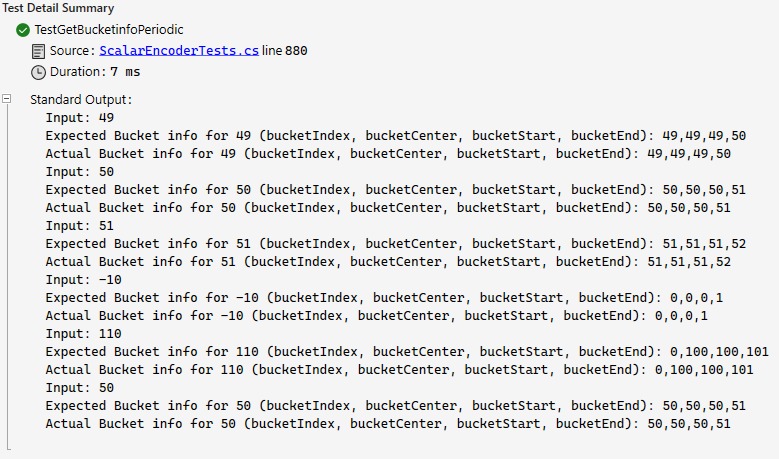 Test Detail Summary
TestGetBucketinfoPeriodic
Source: ScalarEncoderTests.cs line 880
Duration: 7 ms
Standard Output:
Input: 49
Expected Bucket info for 49 (bucketIndex, bucketCenter, bucketStart, bucketEnd): 49,49,49,50
Actual Bucket info for 49 (bucketIndex, bucketCenter, bucketStart, bucketEnd): 49,49,49,50
Input: 50
Expected Bucket info for 50 (bucketIndex, bucketCenter, bucketStart, bucketEnd): 50,50,50,51
Actual Bucket info for 50 (bucketIndex, bucketCenter, bucketStart, bucketEnd): 50,50,50,51
Input: 51
Expected Bucket info for 51 (bucketIndex, bucketCenter, bucketStart, bucketEnd): 51,51,51,52
Actual Bucket info for 51 (bucketIndex, bucketCenter, bucketStart, bucketEnd): 51,51,51,52
Input: -10
Expected Bucket info for -10 (bucketIndex, bucketCenter, bucketStart, bucketEnd): 0,0,0,1
Actual Bucket info for -10 (bucketIndex, bucketCenter, bucketStart, bucketEnd): 0,0,0,1
Input: 110
Expected Bucket info for 110 (bucketIndex, bucketCenter, bucketStart, bucketEnd): 0,100,100,101
Actual Bucket info for 110 (bucketIndex, bucketCenter, bucketStart, bucketEnd): 0,100,100,101
Input: 50
Expected Bucket info for 50 (bucketIndex, bucketCenter, bucketStart, bucketEnd): 50,50,50,51
Actual Bucket info for 50 (bucketIndex, bucketCenter, bucketStart, bucketEnd): 50,50,50,51